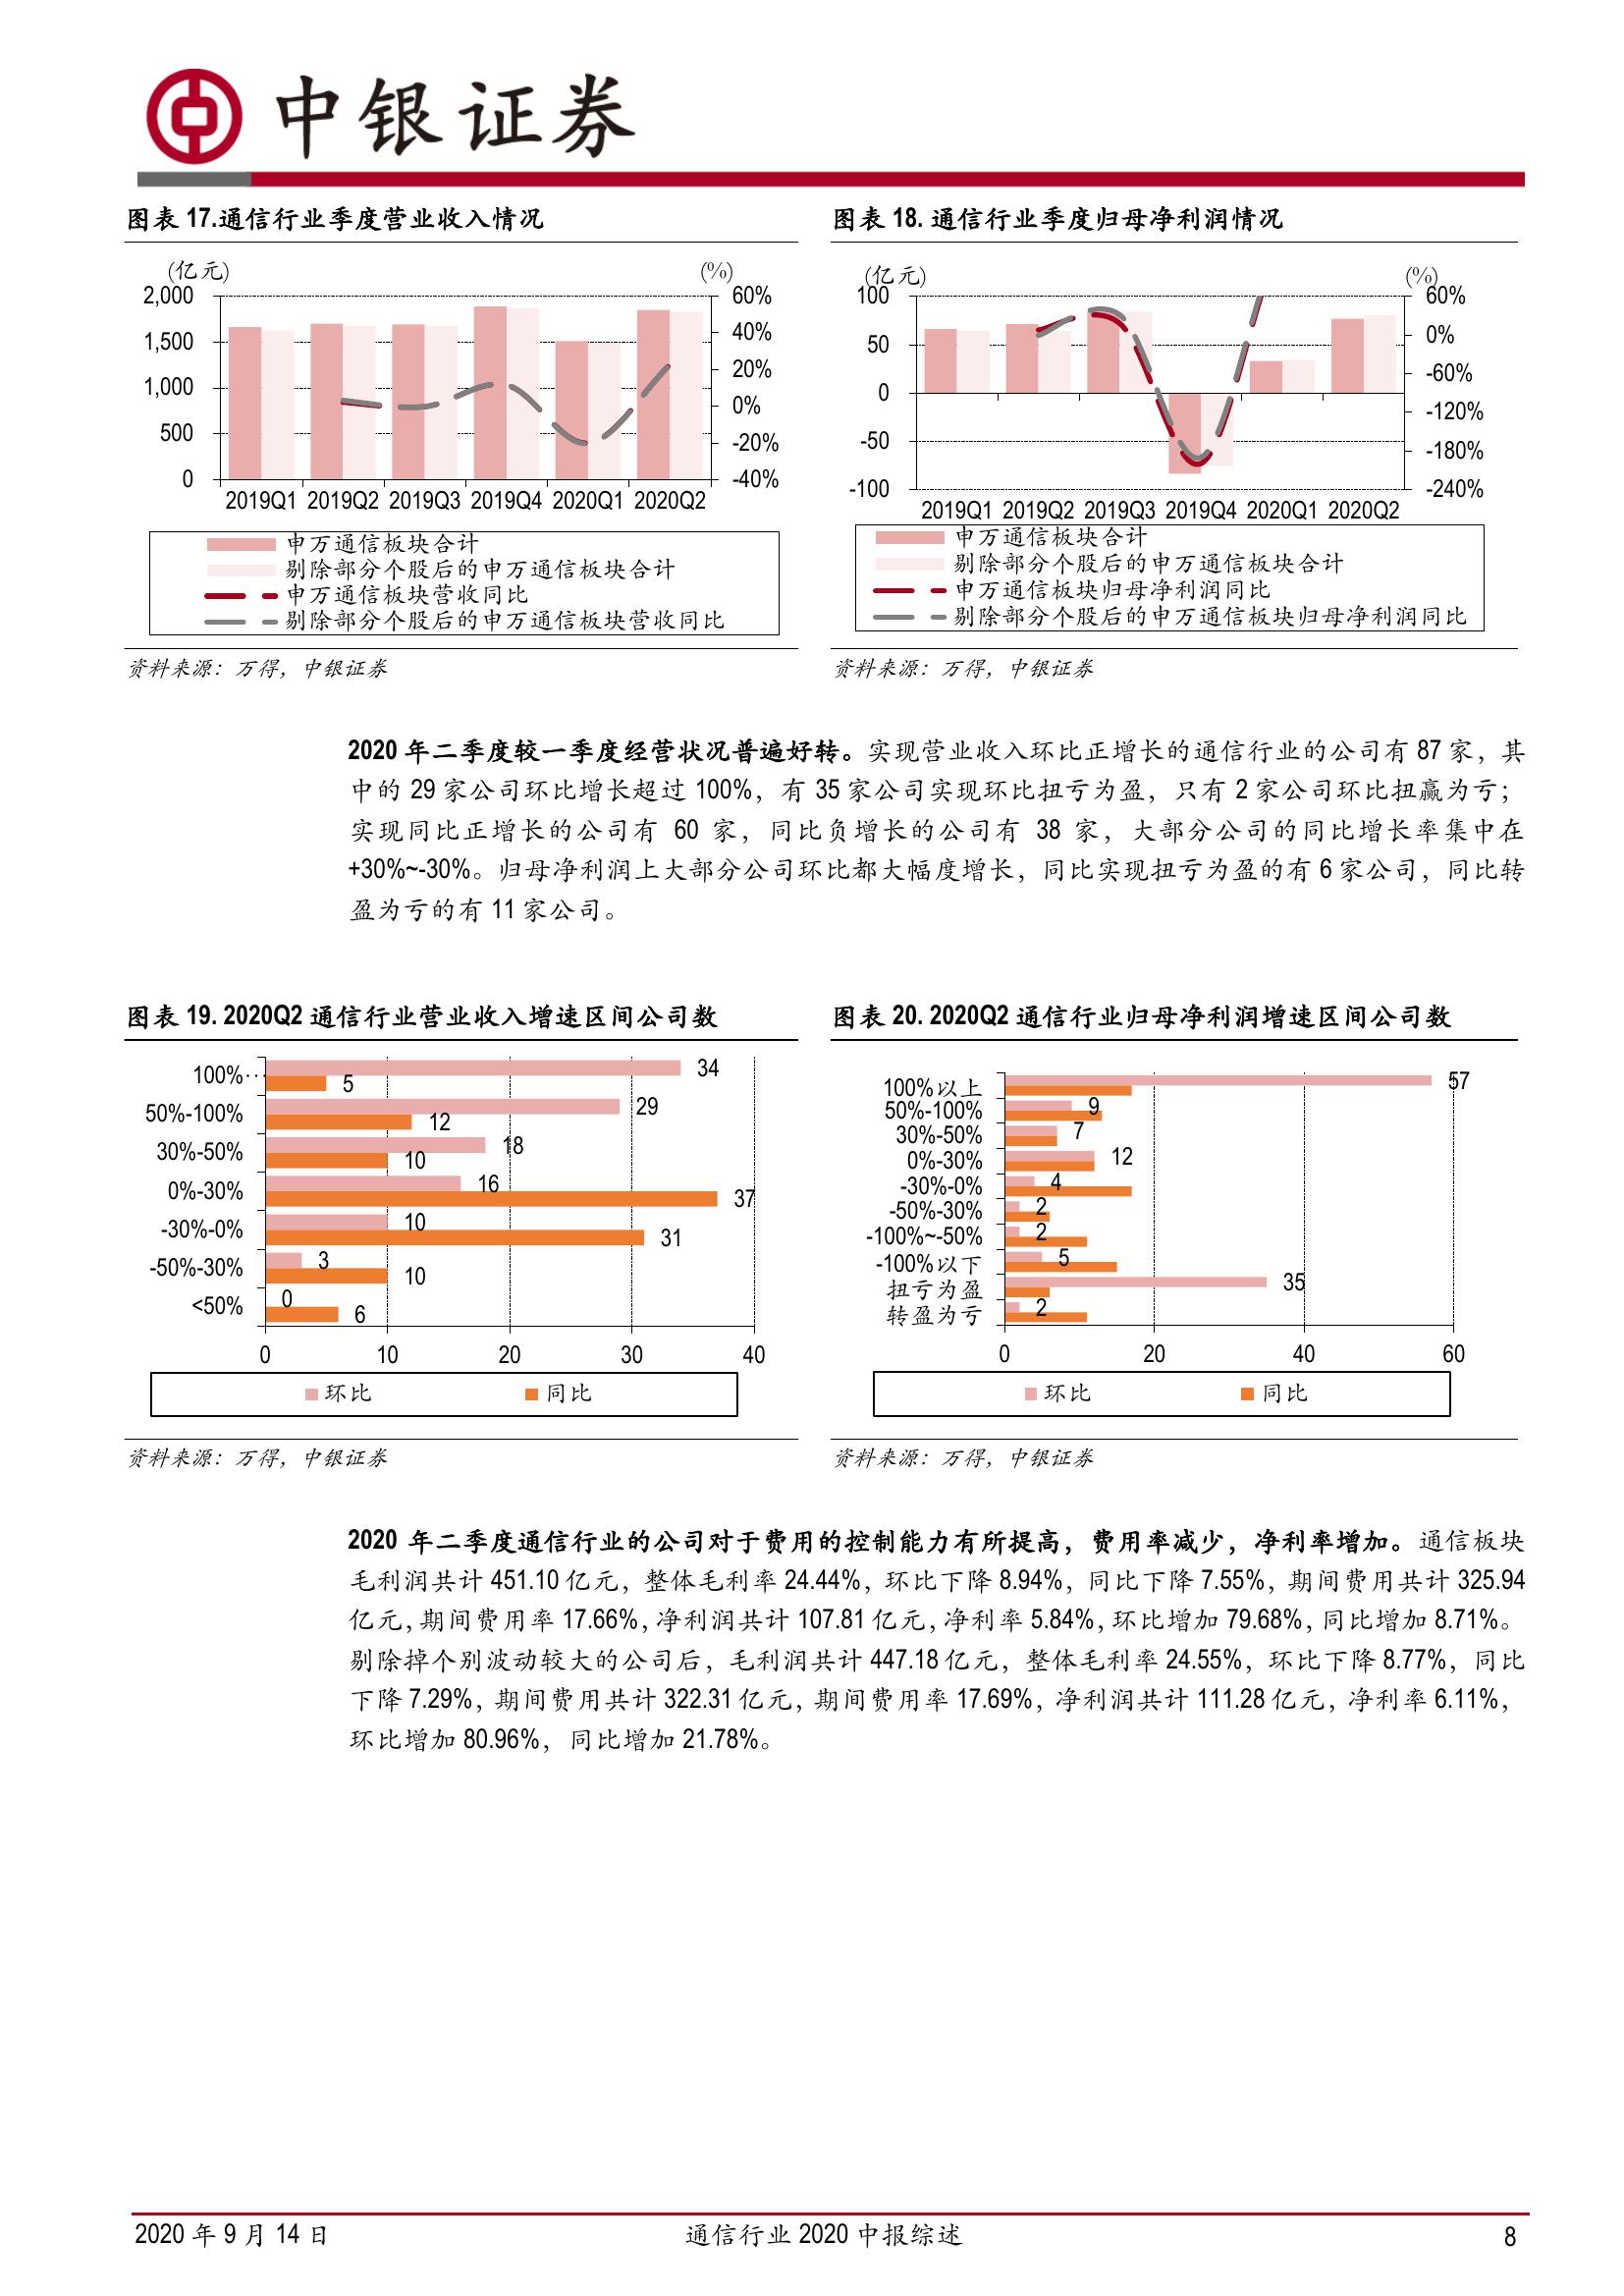 中银证券
图表 17.通信行业季度营业收入情况
(亿元)
(%)
2,000
1,500
1,000
500
0
60%
40%
20%
0%
-20%
-40%
2019Q1 2019Q2 2019Q3 2019Q4 2020Q1 2020Q2
申万通信板块合计
剔除部分个股后的申万通信板块合计
申万通信板块营收同比
剔除部分个股后的申万通信板块营收同比
资料来源：万得，中银证券
图表 18. 通信行业季度归母净利润情况
(亿元)
(%)
100
50
0
-50
-100
60%
0%
-60%
-120%
-180%
-240%
2019Q1 2019Q2 2019Q3 2019Q4 2020Q1 2020Q2
申万通信板块合计
剔除部分个股后的申万通信板块合计
申万通信板块归母净利润同比
剔除部分个股后的申万通信板块归母净利润同比
资料来源：万得，中银证券
2020 年二季度较一季度经营状况普遍好转。实现营业收入环比正增长的通信行业的公司有 87 家，其
中的 29 家公司环比增长超过 100%，有 35 家公司实现环比扭亏为盈，只有 2 家公司环比扭赢为亏；
实现同比正增长的公司有 60 家，同比负增长的公司有 38 家，大部分公司的同比增长率集中在
+30%~-30%。归母净利润上大部分公司环比都大幅度增长，同比实现扭亏为盈的有 6 家公司，同比转
盈为亏的有 11 家公司。
图表 19. 2020Q2 通信行业营业收入增速区间公司数
100%… 34 5
50%-100% 29 12
30%-50% 18 10
0%-30% 16 37
-30%-0% 10 31
-50%-30% 3 10
<50% 0 6
0 10 20 30 40
环比 同比
资料来源：万得，中银证券
图表 20. 2020Q2 通信行业归母净利润增速区间公司数
100%以上 57
50%-100% 9
30%-50% 7
0%-30% 12
-30%-0% 4
-50%-30% 2
-100%~-50% 2
-100%以下 5
扭亏为盈 35
转盈为亏 2
0 20 40 60
环比 同比
资料来源：万得，中银证券
2020 年二季度通信行业的公司对于费用的控制能力有所提高，费用率减少，净利率增加。通信板块
毛利润共计 451.10 亿元，整体毛利率 24.44%，环比下降 8.94%，同比下降 7.55%，期间费用共计 325.94
亿元，期间费用率 17.66%，净利润共计 107.81 亿元，净利率 5.84%，环比增加 79.68%，同比增加 8.71%。
剔除掉个别波动较大的公司后，毛利润共计 447.18 亿元，整体毛利率 24.55%，环比下降 8.77%，同比
下降 7.29%，期间费用共计 322.31 亿元，期间费用率 17.69%，净利润共计 111.28 亿元，净利率 6.11%，
环比增加 80.96%，同比增加 21.78%。
2020 年 9 月 14 日
通信行业 2020 中报综述
8